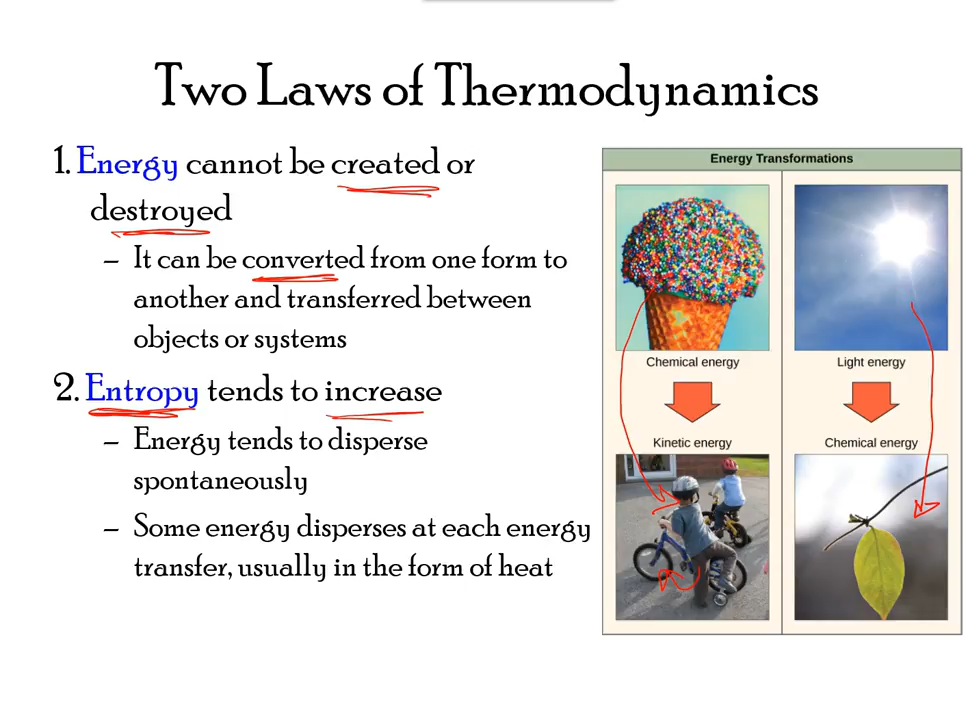 Two Laws of Thermodynamics
1. Energy cannot be created or
destroyed
– It can be converted from one form to
another and transferred between
objects or systems
2. Entropy tends to increase
– Energy tends to disperse
spontaneously
– Some energy disperses at each energy
transfer, usually in the form of heat
Energy Transformations
Chemical energy
Light energy
Kinetic energy
Chemical energy